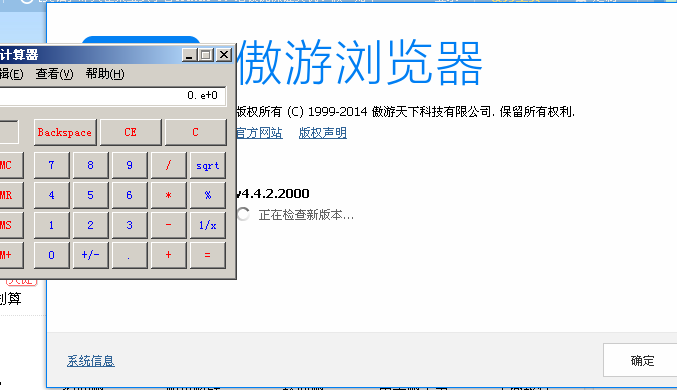 计算器
辑(E) 查看(V) 帮助(H)
0.e+0
Backspace CE C
MC 7 8 9 / sqrt
MR 4 5 6 * %
MS 1 2 3 - 1/x
M+ 0 +/- . + =
傲游浏览器
版权所有 (C) 1999-2014 傲游天下科技有限公司. 保留所有权利.
官方网站 版权声明
v4.4.2.2000
正在检查新版本...
划算
系统信息
确定